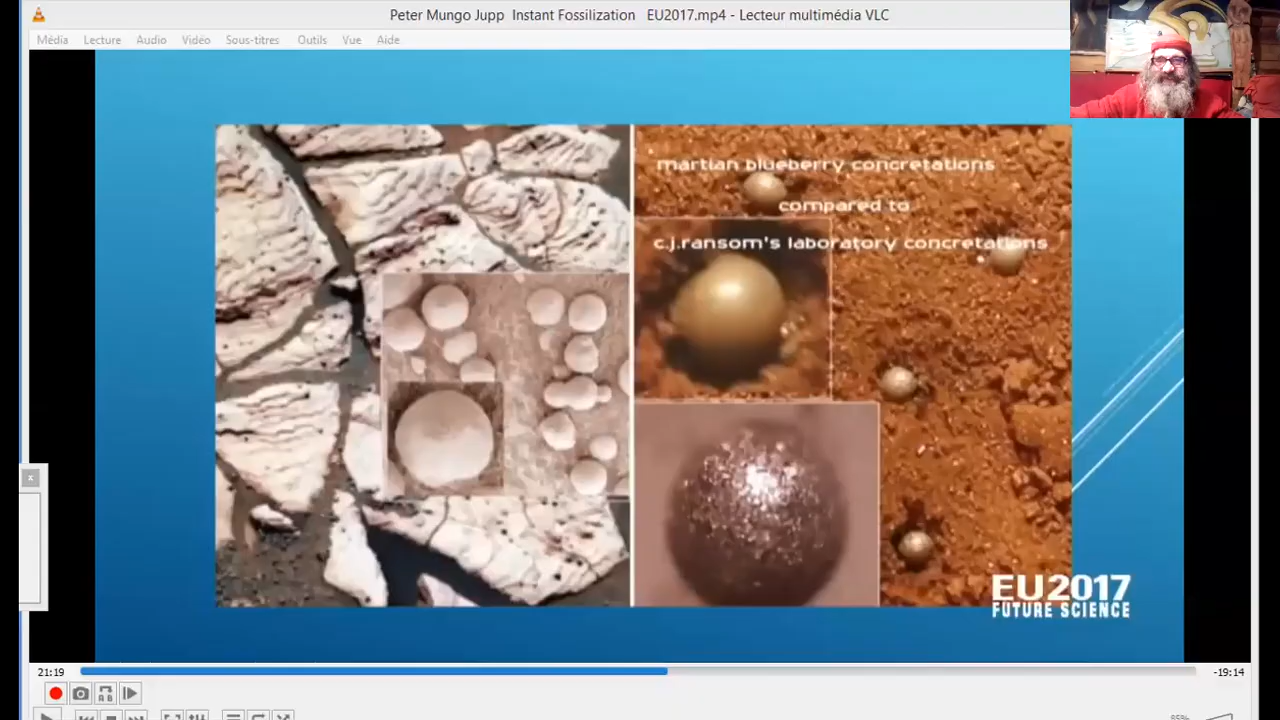 Peter Mungo Jupp Instant Fossilization EU2017.mp4 - Lecteur multimédia VLC
Média Lecture Audio Vidéo Sous-titres Outils Vue Aide
martian blueberry concretations
compared to
c.j.ransom's laboratory concretations
EU2017
FUTURE SCIENCE
21:19
-19:14
A B